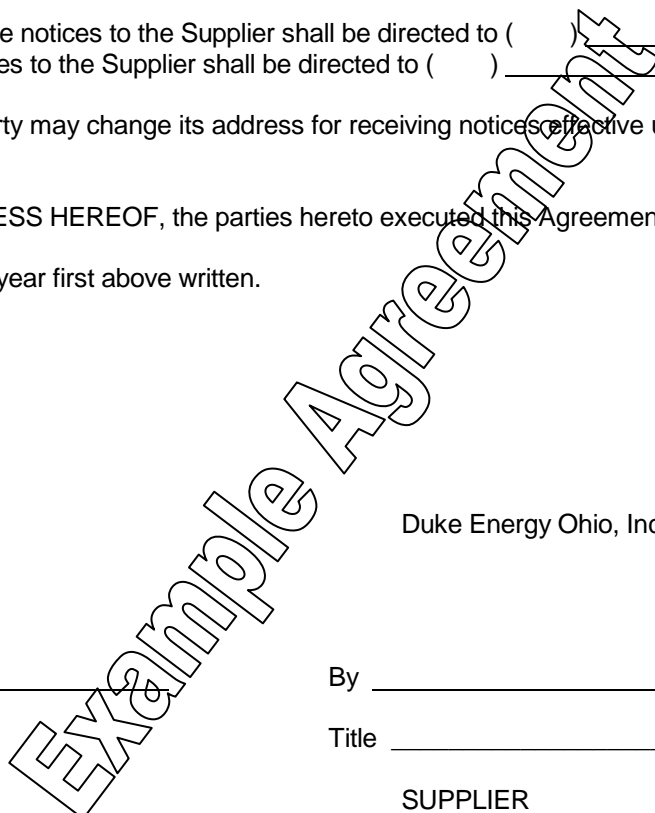 e notices to the Supplier shall be directed to ( )
es to the Supplier shall be directed to ( )
rty may change its address for receiving notices effective u
ESS HEREOF, the parties hereto executed this Agreemen
year first above written.
Example Agreement
Duke Energy Ohio, Inc
By
Title
SUPPLIER